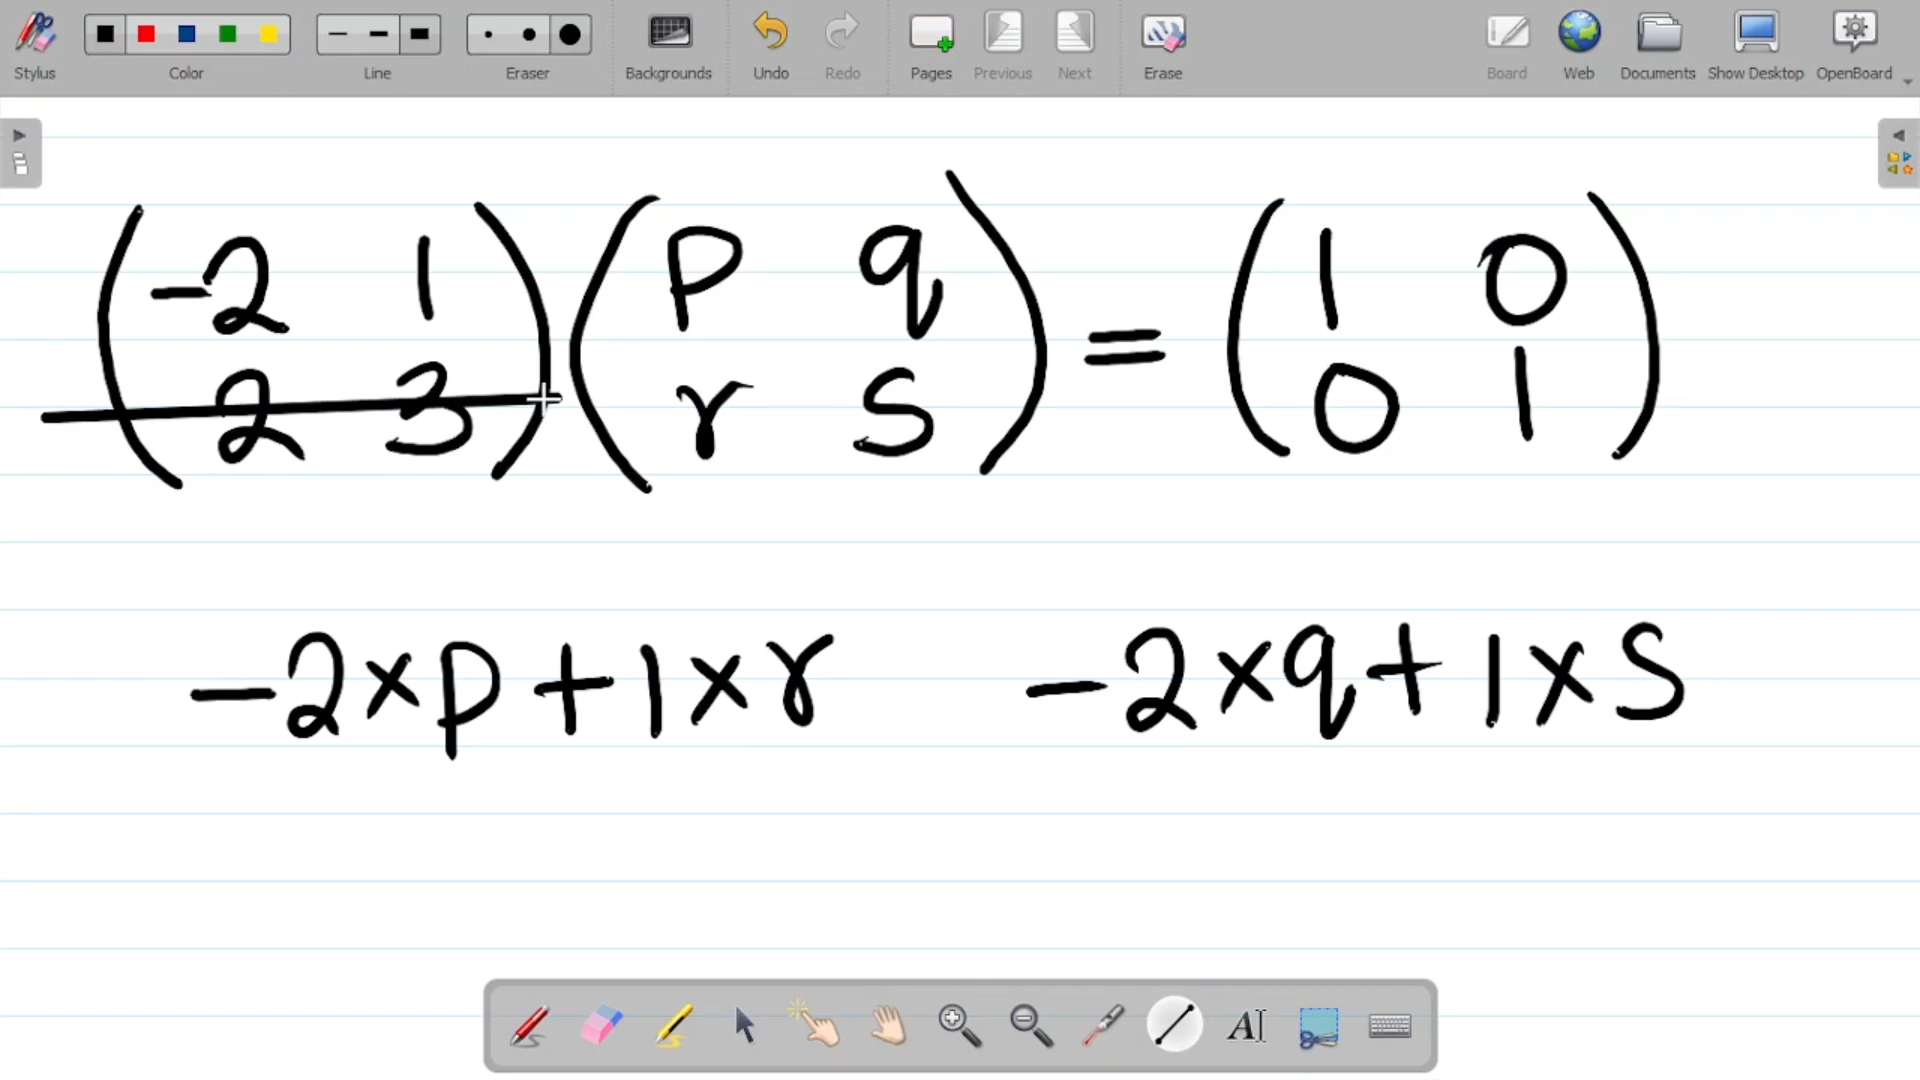 Stylus Color Line Eraser Backgrounds Undo Redo Pages Previous Next Erase Board Web Documents Show Desktop OpenBoard
(-2 1) (p q) = (1 0)
(2 3) (r s) (0 1)
-2×p+1×r -2×q+1×s
AI